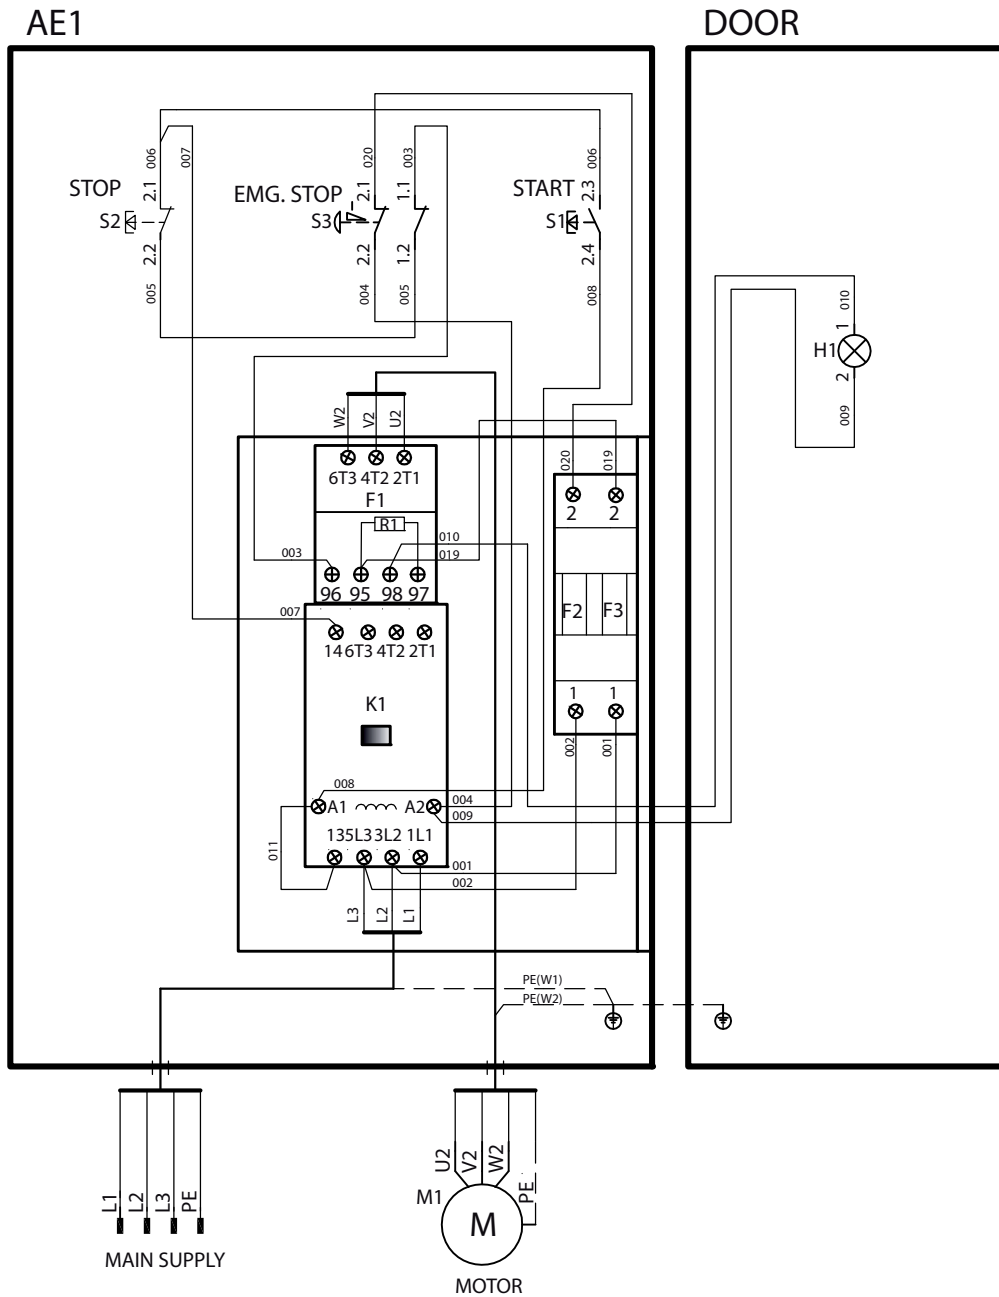 AE1
DOOR
006
007
020
003
006
STOP
2.1
EMG. STOP
2.1
1.1
START
2.3
S2
S3
S1
2.2
2.2
1.2
2.4
005
004
005
008
010
1
H1
2
009
W2
V2
U2
020
019
6T3 4T2 2T1
F1
2
2
R1
010
003
019
96 95 98 97
F2
F3
007
14 6T3 4T2 2T1
K1
1
1
002
001
008
A1
A2
004
009
13 5L3 3L2 1L1
011
001
002
L3
L2
L1
PE(W1)
PE(W2)
U2
V2
W2
PE
L1
L2
L3
PE
M1
M
MAIN SUPPLY
MOTOR